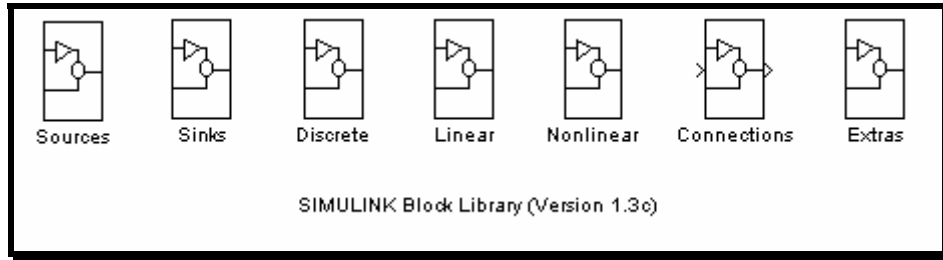 Sources Sinks Discrete Linear Nonlinear Connections Extras
SIMULINK Block Library (Version 1.3c)